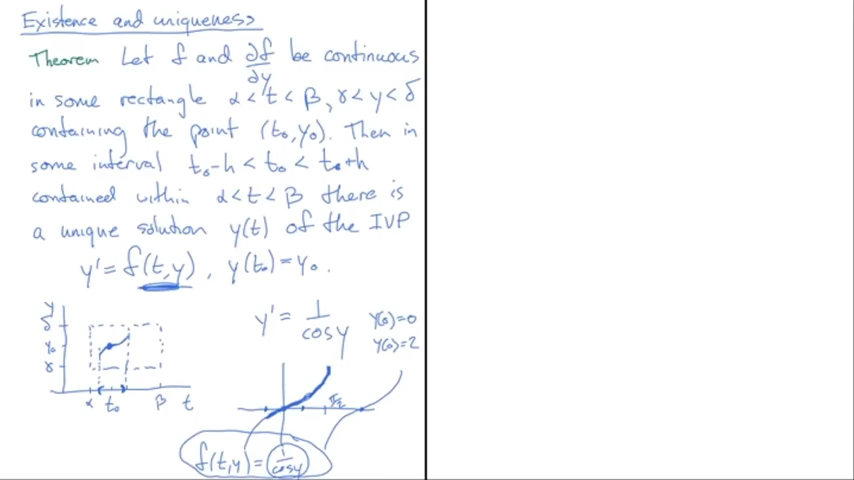 Existence and uniqueness
Theorem Let f and ∂f/∂y be continuous
in some rectangle α < t < β, γ < y < δ
containing the point (t₀, y₀). Then in
some interval t₀-h < t₀ < t₀+h
contained within α < t < β there is
a unique solution y(t) of the IVP
y' = f(t,y), y(t₀) = y₀.
y
δ
y₀
γ
α t₀ β t
y' = 1/cosy y(0)=0
y(0)=2
π/2
f(t,y) = 1/cosy